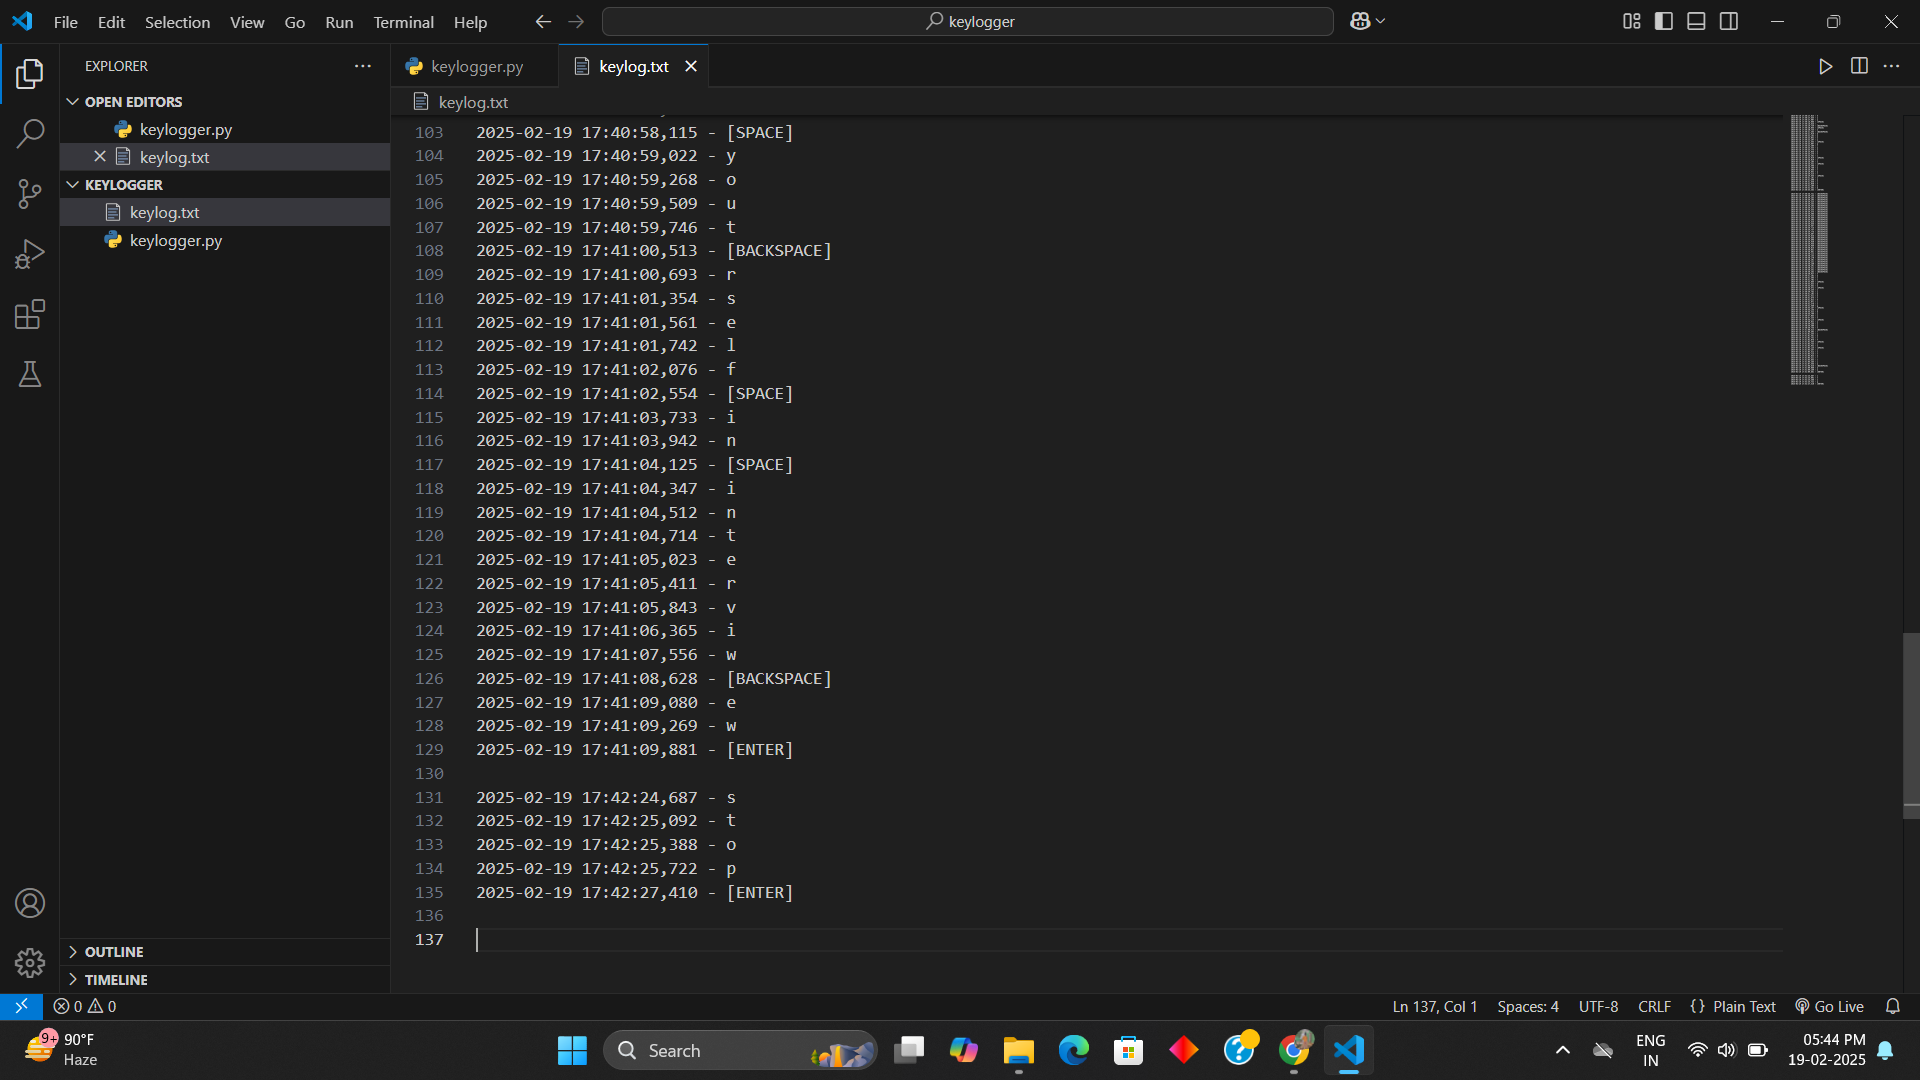 File Edit Selection View Go Run Terminal Help
keylogger
EXPLORER
OPEN EDITORS
keylogger.py
keylog.txt
KEYLOGGER
keylog.txt
keylogger.py
OUTLINE
TIMELINE
keylogger.py keylog.txt
keylog.txt
103 2025-02-19 17:40:58,115 - [SPACE]
104 2025-02-19 17:40:59,022 - y
105 2025-02-19 17:40:59,268 - o
106 2025-02-19 17:40:59,509 - u
107 2025-02-19 17:40:59,746 - t
108 2025-02-19 17:41:00,513 - [BACKSPACE]
109 2025-02-19 17:41:00,693 - r
110 2025-02-19 17:41:01,354 - s
111 2025-02-19 17:41:01,561 - e
112 2025-02-19 17:41:01,742 - l
113 2025-02-19 17:41:02,076 - f
114 2025-02-19 17:41:02,554 - [SPACE]
115 2025-02-19 17:41:03,733 - i
116 2025-02-19 17:41:03,942 - n
117 2025-02-19 17:41:04,125 - [SPACE]
118 2025-02-19 17:41:04,347 - i
119 2025-02-19 17:41:04,512 - n
120 2025-02-19 17:41:04,714 - t
121 2025-02-19 17:41:05,023 - e
122 2025-02-19 17:41:05,411 - r
123 2025-02-19 17:41:05,843 - v
124 2025-02-19 17:41:06,365 - i
125 2025-02-19 17:41:07,556 - w
126 2025-02-19 17:41:08,628 - [BACKSPACE]
127 2025-02-19 17:41:09,080 - e
128 2025-02-19 17:41:09,269 - w
129 2025-02-19 17:41:09,881 - [ENTER]
130
131 2025-02-19 17:42:24,687 - s
132 2025-02-19 17:42:25,092 - t
133 2025-02-19 17:42:25,388 - o
134 2025-02-19 17:42:25,722 - p
135 2025-02-19 17:42:27,410 - [ENTER]
136
137
0 0 Ln 137, Col 1 Spaces: 4 UTF-8 CRLF {} Plain Text Go Live
9+ 90°F
Haze
Search
ENG
IN
05:44 PM
19-02-2025